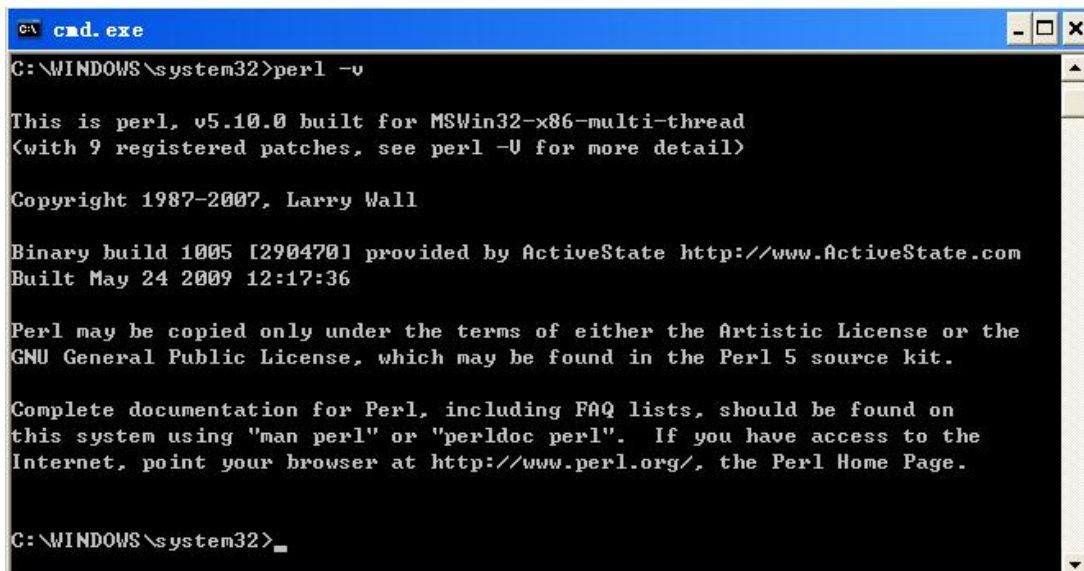 cmd.exe
C:\WINDOWS\system32>perl -v
This is perl, v5.10.0 built for MSWin32-x86-multi-thread
(with 9 registered patches, see perl -V for more detail)
Copyright 1987-2007, Larry Wall
Binary build 1005 [290470] provided by ActiveState http://www.ActiveState.com
Built May 24 2009 12:17:36
Perl may be copied only under the terms of either the Artistic License or the
GNU General Public License, which may be found in the Perl 5 source kit.
Complete documentation for Perl, including FAQ lists, should be found on
this system using "man perl" or "perldoc perl".  If you have access to the
Internet, point your browser at http://www.perl.org/, the Perl Home Page.
C:\WINDOWS\system32>_